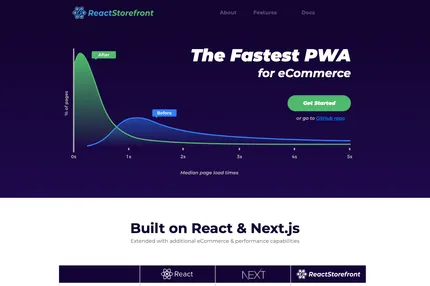 ReactStorefront
About Features Docs
The Fastest PWA
for eCommerce
Get Started
or go to GitHub repo
After
Before
% of pages
0s 1s 2s 3s 4s 5s
Median page load times
Built on React & Next.js
Extended with additional eCommerce & performance capabilities
React NEXT ReactStorefront